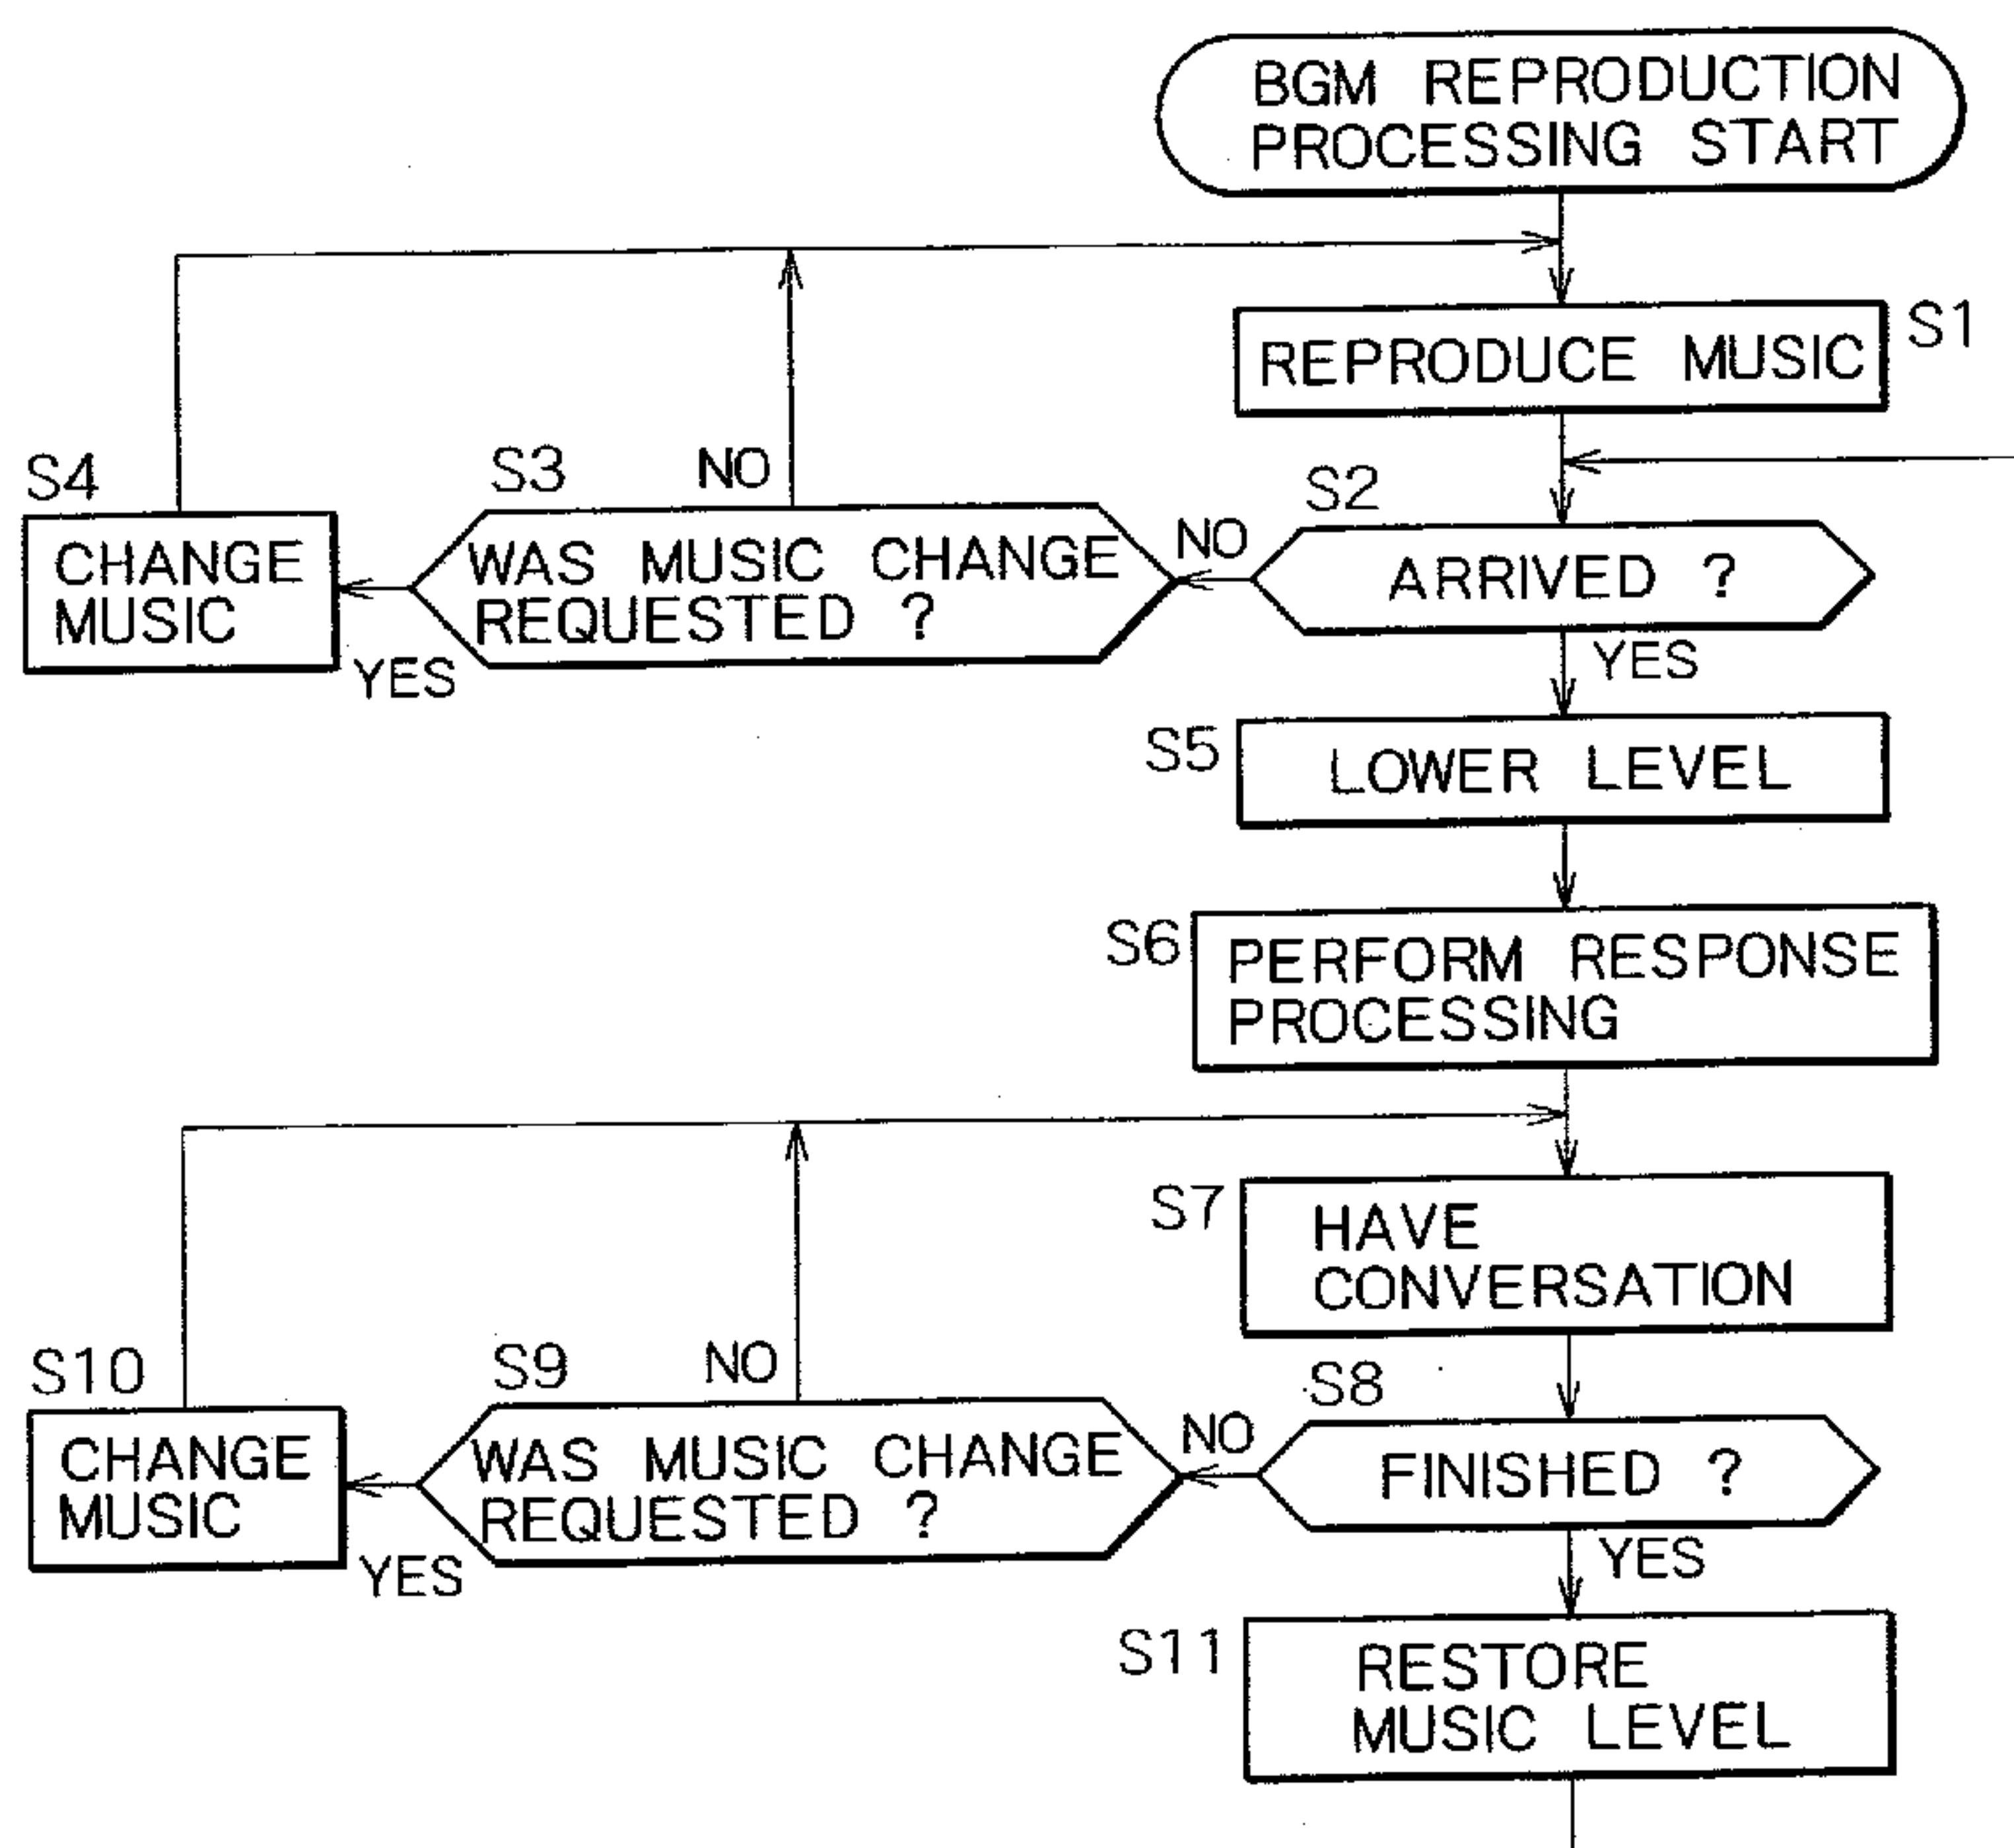 BGM REPRODUCTION
PROCESSING START
REPRODUCE MUSIC
S1
S2
ARRIVED ?
NO
YES
S3
WAS MUSIC CHANGE
REQUESTED ?
NO
YES
S4
CHANGE
MUSIC
S5
LOWER LEVEL
S6
PERFORM RESPONSE
PROCESSING
S7
HAVE
CONVERSATION
S8
FINISHED ?
NO
YES
S9
WAS MUSIC CHANGE
REQUESTED ?
NO
YES
S10
CHANGE
MUSIC
S11
RESTORE
MUSIC LEVEL